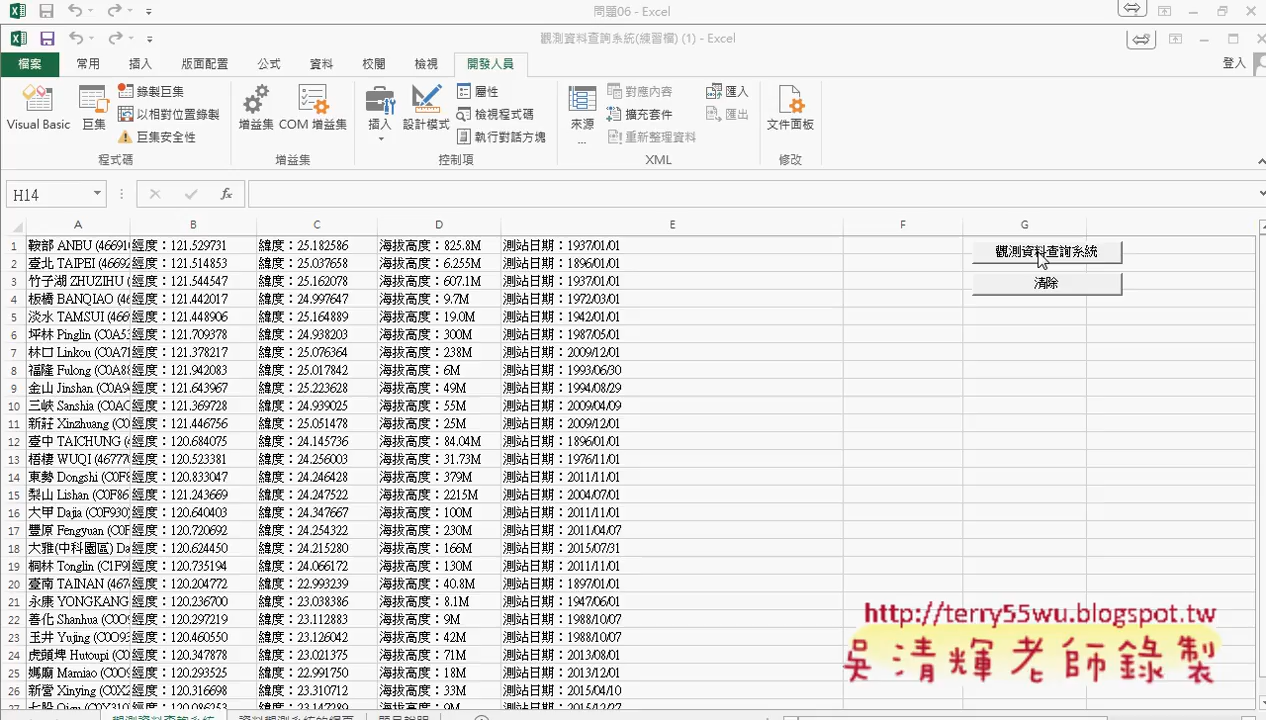 問題06 - Excel
觀測資料查詢系統(練習檔) (1) - Excel
檔案 常用 插入 版面配置 公式 資料 校閱 檢視 開發人員 登入
Visual Basic 巨集 錄製巨集 以相對位置錄製 巨集安全性 程式碼
增益集 COM 增益集 增益集
插入 設計模式 屬性 檢視程式碼 執行對話方塊 控制項
來源 ... 對應內容 擴充套件 重新整理資料 匯入 匯出 XML
文件面板 修改
H14 fx
A B C D E F G
1 鞍部 ANBU (46691 經度：121.529731 緯度：25.182586 海拔高度：825.8M 測站日期：1937/01/01
2 臺北 TAIPEI (46692 經度：121.514853 緯度：25.037658 海拔高度：6.255M 測站日期：1896/01/01
3 竹子湖 ZHUZIHU ( 經度：121.544547 緯度：25.162078 海拔高度：607.1M 測站日期：1937/01/01
4 板橋 BANQIAO (46 經度：121.442017 緯度：24.997647 海拔高度：9.7M 測站日期：1972/03/01
5 淡水 TAMSUI (466 經度：121.448906 緯度：25.164889 海拔高度：19.0M 測站日期：1942/01/01
6 坪林 Pinglin (C0A53 經度：121.709378 緯度：24.938203 海拔高度：300M 測站日期：1987/05/01
7 林口 Linkou (C0A71 經度：121.378217 緯度：25.076364 海拔高度：238M 測站日期：2009/12/01
8 福隆 Fulong (C0A88 經度：121.942083 緯度：25.017842 海拔高度：6M 測站日期：1993/06/30
9 金山 Jinshan (C0A94 經度：121.643967 緯度：25.223628 海拔高度：49M 測站日期：1994/08/29
10 三峽 Sanshia (C0AC 經度：121.369728 緯度：24.939025 海拔高度：55M 測站日期：2009/04/09
11 新莊 Xinzhuang (C0 經度：121.446756 緯度：25.051478 海拔高度：25M 測站日期：2009/12/01
12 臺中 TAICHUNG (4 經度：120.684075 緯度：24.145736 海拔高度：84.04M 測站日期：1896/01/01
13 梧棲 WUQI (467770 經度：120.523381 緯度：24.256003 海拔高度：31.73M 測站日期：1976/11/01
14 東勢 Dongshi (C0F8 經度：120.833047 緯度：24.246428 海拔高度：379M 測站日期：2011/11/01
15 梨山 Lishan (C0F86 經度：121.243669 緯度：24.247522 海拔高度：2215M 測站日期：2004/07/01
16 大甲 Dajia (C0F930) 經度：120.640403 緯度：24.347667 海拔高度：100M 測站日期：2011/11/01
17 豐原 Fengyuan (C0F 經度：120.720692 緯度：24.254322 海拔高度：230M 測站日期：2011/04/07
18 大雅(中科園區) Da 經度：120.624450 緯度：24.215280 海拔高度：166M 測站日期：2015/07/31
19 桐林 Tonglin (C1F9 經度：120.735194 緯度：24.066172 海拔高度：130M 測站日期：2011/11/01
20 臺南 TAINAN (467 經度：120.204772 緯度：22.993239 海拔高度：40.8M 測站日期：1897/01/01
21 永康 YONGKANG 經度：120.236700 緯度：23.038386 海拔高度：8.1M 測站日期：1947/06/01
22 善化 Shanhua (C0O 經度：120.297219 緯度：23.112883 海拔高度：9M 測站日期：1988/10/07
23 玉井 Yujing (C0O93 經度：120.460550 緯度：23.126042 海拔高度：42M 測站日期：1988/10/07
24 虎頭埤 Hutoupi (C0 經度：120.347878 緯度：23.021375 海拔高度：71M 測站日期：2013/08/01
25 媽廟 Mamiao (C0O 經度：120.293525 緯度：22.991750 海拔高度：18M 測站日期：2013/12/01
26 新營 Xinying (C0X2 經度：120.316698 緯度：23.310712 海拔高度：33M 測站日期：2015/04/10
觀測資料查詢系統
清除
http://terry55wu.blogspot.tw
吳清輝老師錄製